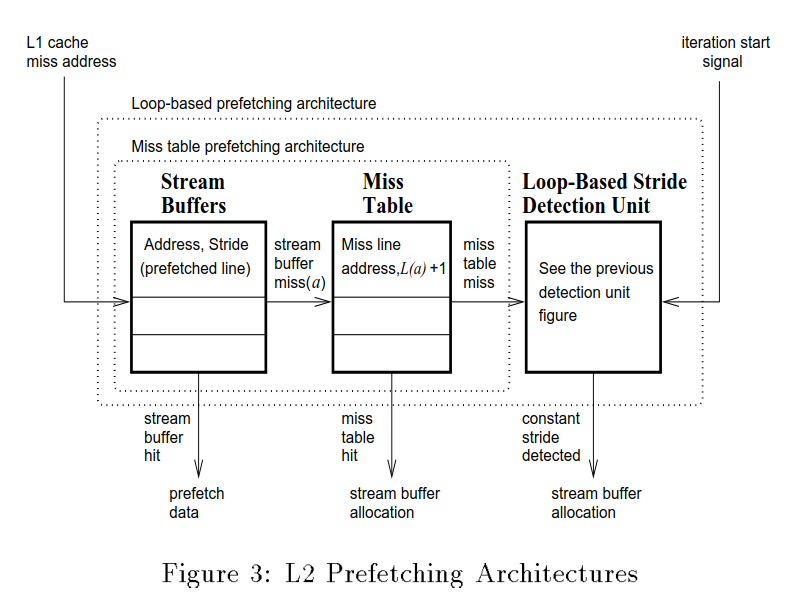 L1 cache
miss address
iteration start
signal
Loop-based prefetching architecture
Miss table prefetching architecture
Stream
Buffers
Miss
Table
Loop-Based Stride
Detection Unit
Address, Stride
(prefetched line)
stream
buffer
miss(a)
Miss line
address,L(a) +1
miss
table
miss
See the previous
detection unit
figure
stream
buffer
hit
miss
table
hit
constant
stride
detected
prefetch
data
stream buffer
allocation
stream buffer
allocation
Figure 3: L2 Prefetching Architectures